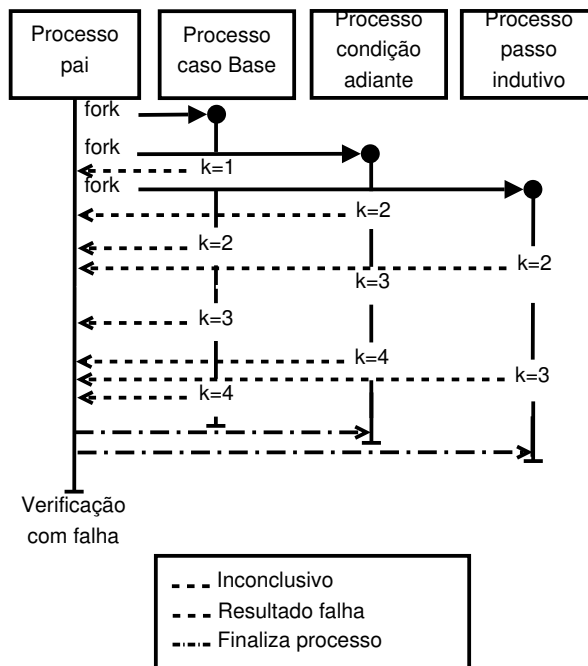 Processo
pai
Processo
caso Base
Processo
condição
adiante
Processo
passo
indutivo
fork
fork
k=1
fork
k=2
k=2
k=2
k=3
k=3
k=4
k=3
k=4
Verificação
com falha
Inconclusivo
Resultado falha
Finaliza processo